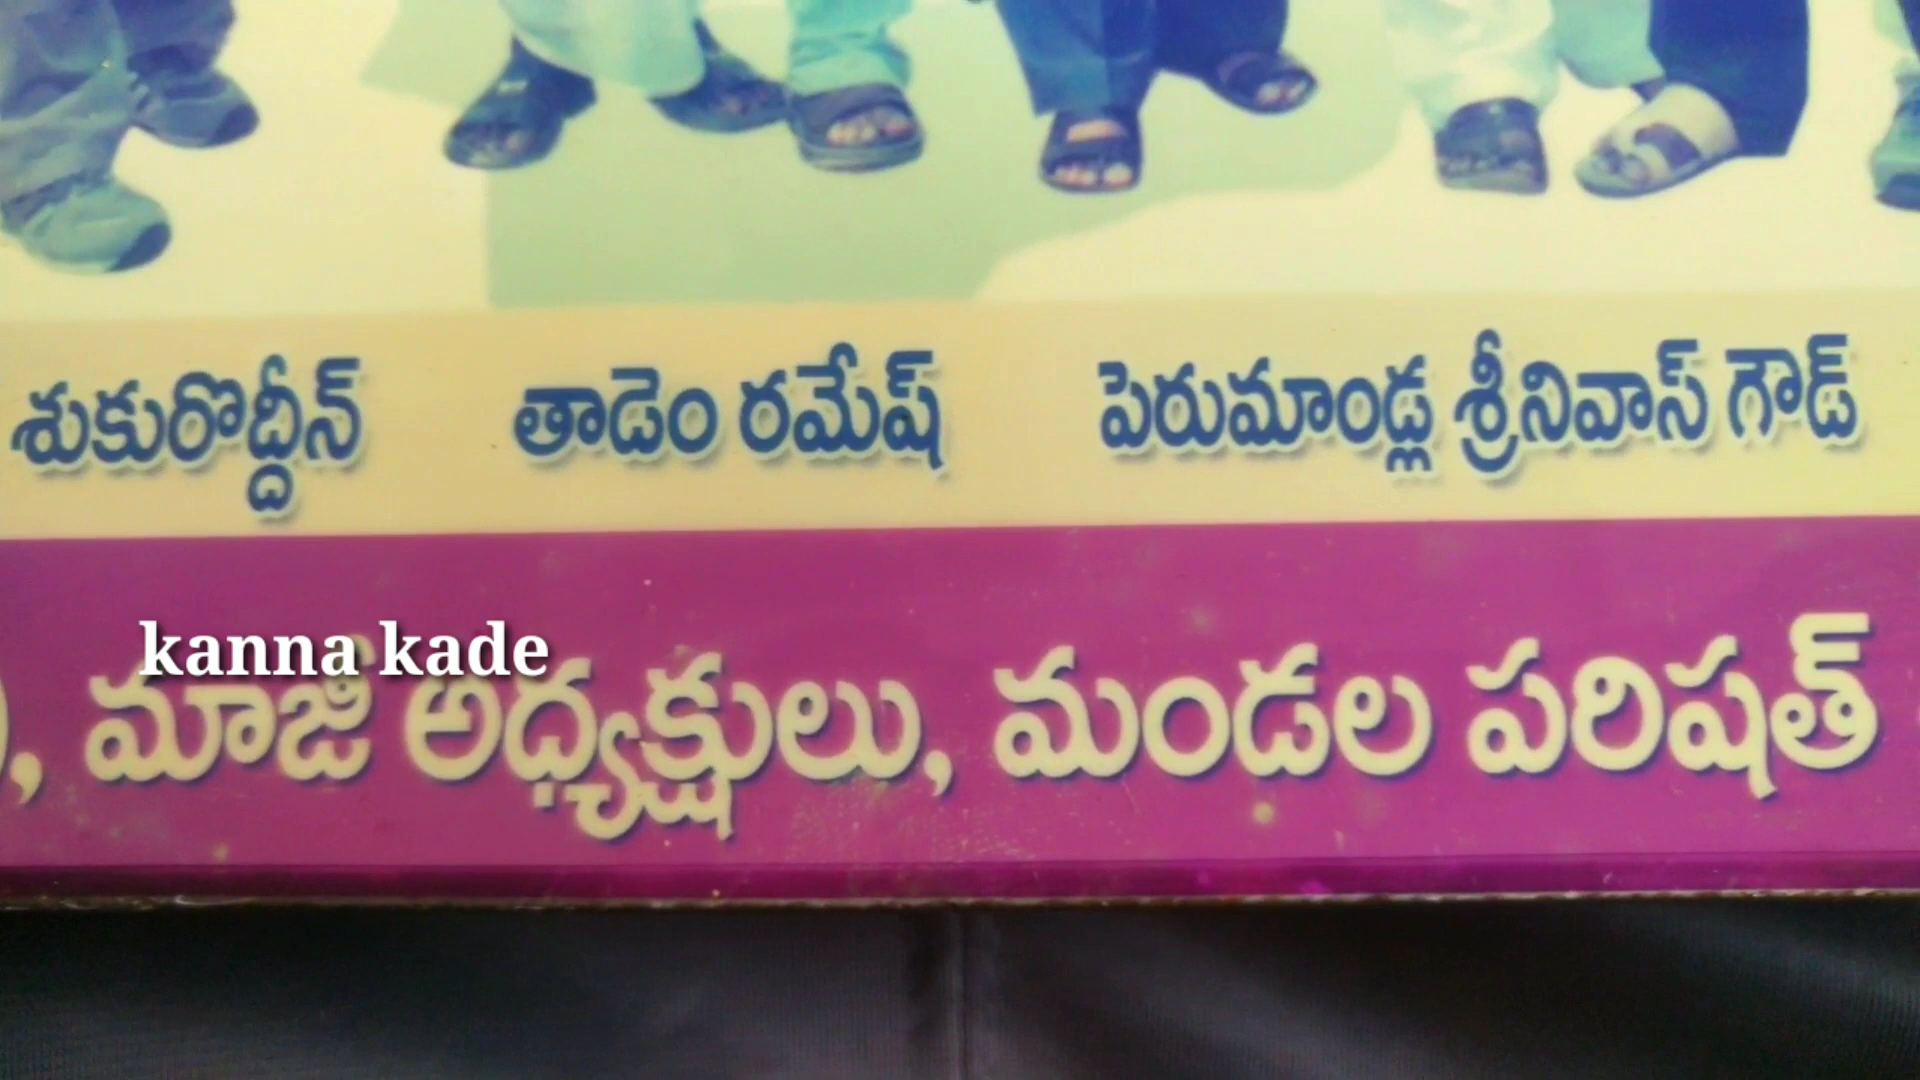 శుకురొద్దీన్ తాడెం రమేష్ పెరుమాండ్ల శ్రీనివాస్ గౌడ్
kanna kade
, మాజీ అధ్యక్షులు, మండల పరిషత్